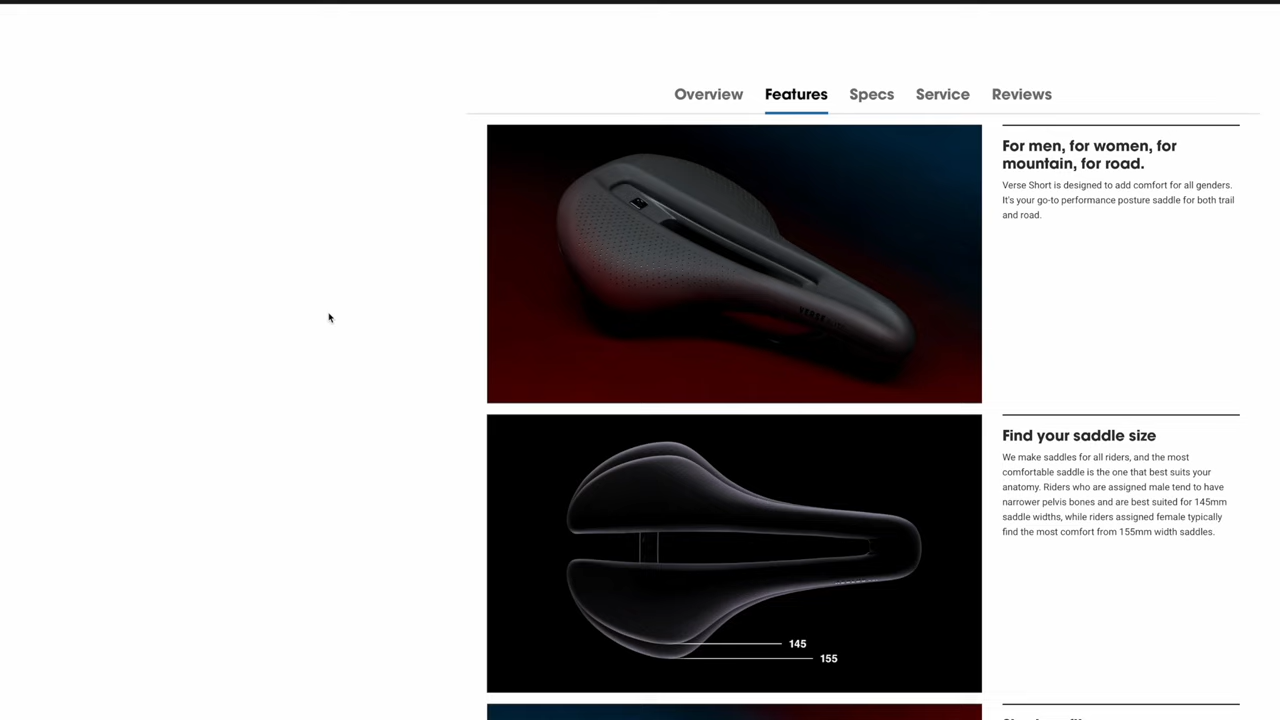 Overview Features Specs Service Reviews
For men, for women, for
mountain, for road.
Verse Short is designed to add comfort for all genders.
It's your go-to performance posture saddle for both trail
and road.
VERSE
Find your saddle size
We make saddles for all riders, and the most
comfortable saddle is the one that best suits your
anatomy. Riders who are assigned male tend to have
narrower pelvis bones and are best suited for 145mm
saddle widths, while riders assigned female typically
find the most comfort from 155mm width saddles.
145
155